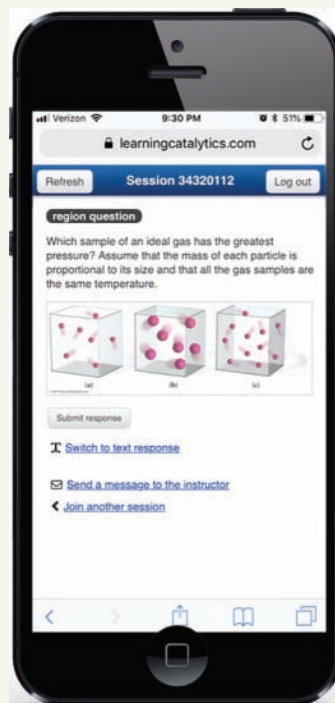 Verizon 9:30 PM 51%
learningcatalytics.com
Refresh Session 34320112 Log out
region question
Which sample of an ideal gas has the greatest
pressure? Assume that the mass of each particle is
proportional to its size and that all the gas samples are
the same temperature.
(a) (b) (c)
Submit response
Switch to text response
Send a message to the instructor
Join another session